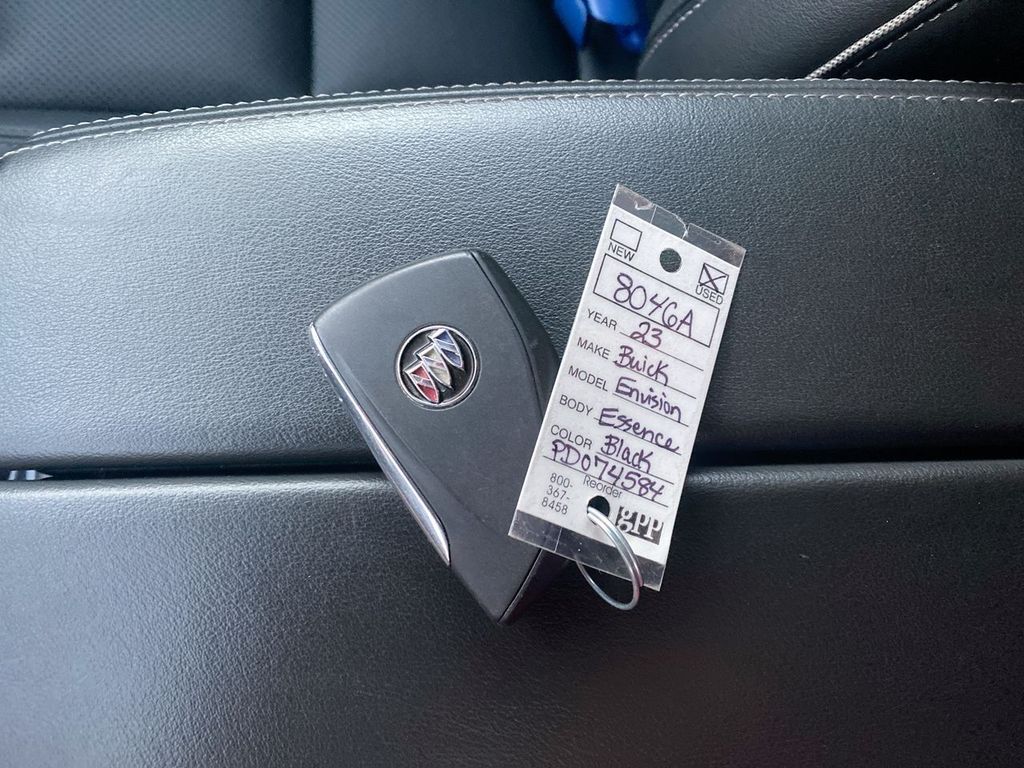 NEW
USED
8046A
YEAR 23
MAKE Buick
MODEL Envision
BODY Essence
COLOR Black
PD074584
800-
367-
8458
Reorder
gpp